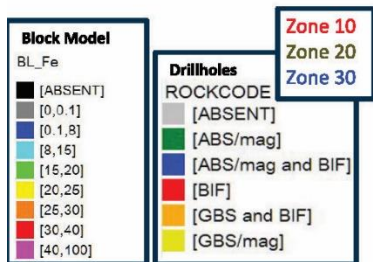 Block Model
BL_Fe
[ABSENT]
[0,0.1]
[0.1,8]
[8,15]
[15,20]
[20,25]
[25,30]
[30,40]
[40,100]
Drillholes
ROCKCODE
[ABSENT]
[ABS/mag]
[ABS/mag and BIF]
[BIF]
[GBS and BIF]
[GBS/mag]
Zone 10
Zone 20
Zone 30